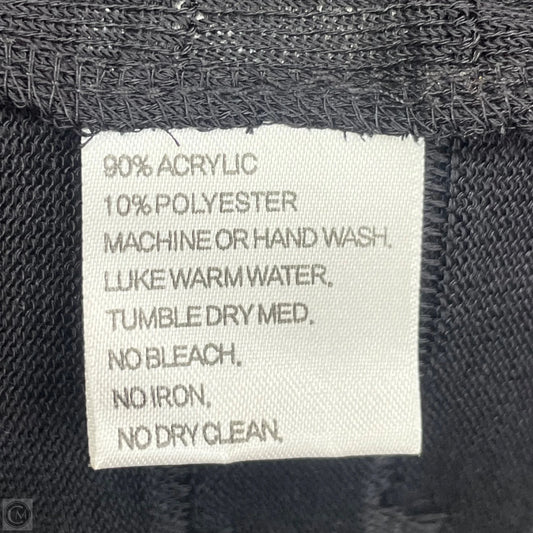 90% ACRYLIC
10% POLYESTER
MACHINE OR HAND WASH.
LUKE WARM WATER.
TUMBLE DRY MED.
NO BLEACH.
NO IRON.
NO DRY CLEAN.